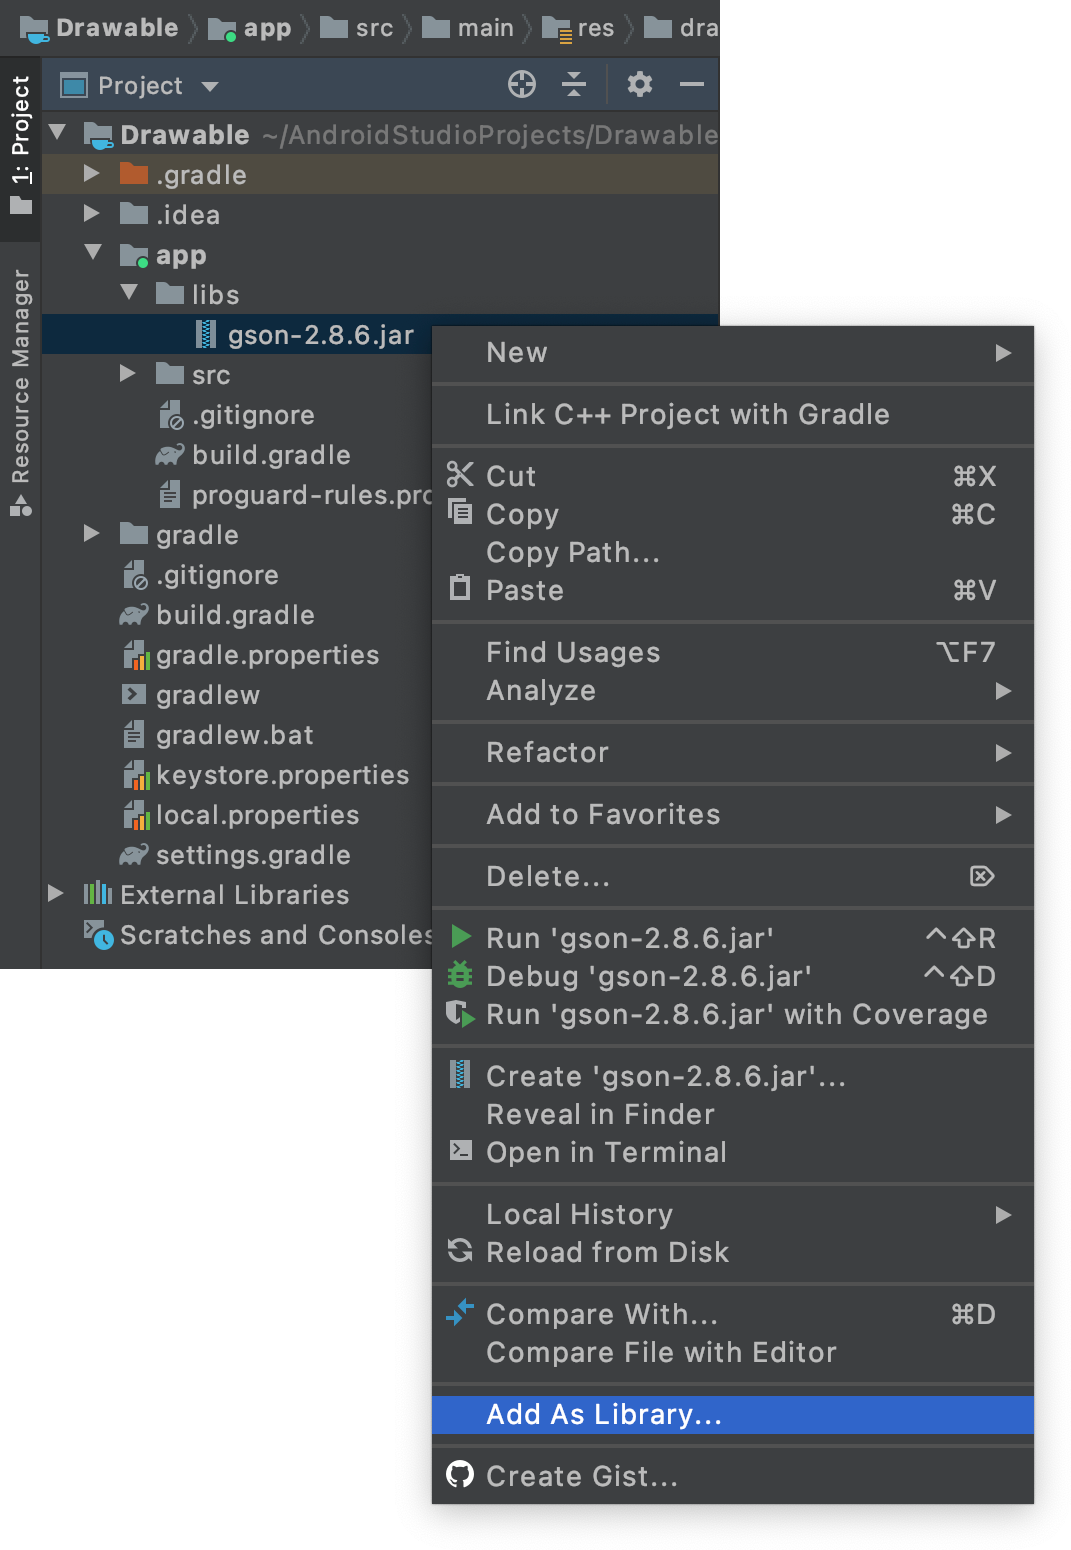 Drawable app src main res dra
1: Project
Resource Manager
Project
Drawable ~/AndroidStudioProjects/Drawable
.gradle
.idea
app
libs
gson-2.8.6.jar
src
.gitignore
build.gradle
proguard-rules.pro
gradle
.gitignore
build.gradle
gradle.properties
gradlew
gradlew.bat
keystore.properties
local.properties
settings.gradle
External Libraries
Scratches and Consoles
New
Link C++ Project with Gradle
Cut ⌘X
Copy ⌘C
Copy Path...
Paste ⌘V
Find Usages ⌥F7
Analyze
Refactor
Add to Favorites
Delete... ⌦
Run 'gson-2.8.6.jar' ^⇧R
Debug 'gson-2.8.6.jar' ^⇧D
Run 'gson-2.8.6.jar' with Coverage
Create 'gson-2.8.6.jar'...
Reveal in Finder
Open in Terminal
Local History
Reload from Disk
Compare With... ⌘D
Compare File with Editor
Add As Library...
Create Gist...